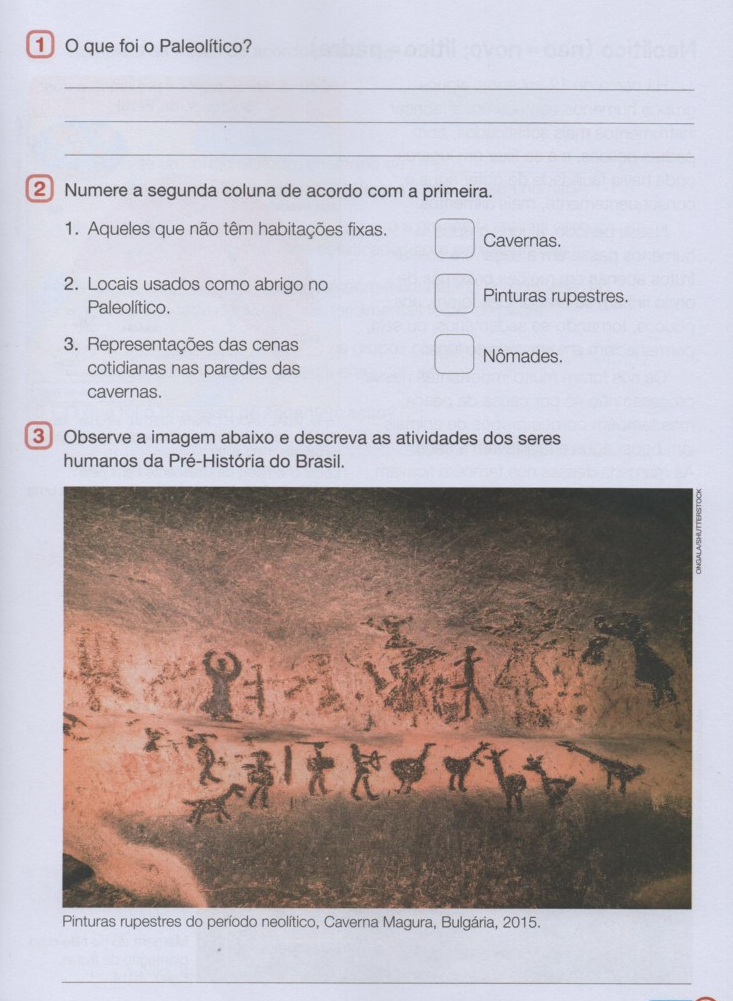 1 O que foi o Paleolítico?
2 Numere a segunda coluna de acordo com a primeira.
1. Aqueles que não têm habitações fixas.
Cavernas.
2. Locais usados como abrigo no
Paleolítico.
Pinturas rupestres.
3. Representações das cenas
cotidianas nas paredes das
cavernas.
Nômades.
3 Observe a imagem abaixo e descreva as atividades dos seres
humanos da Pré-História do Brasil.
ONGALA/SHUTTERSTOCK
Pinturas rupestres do período neolítico, Caverna Magura, Bulgária, 2015.